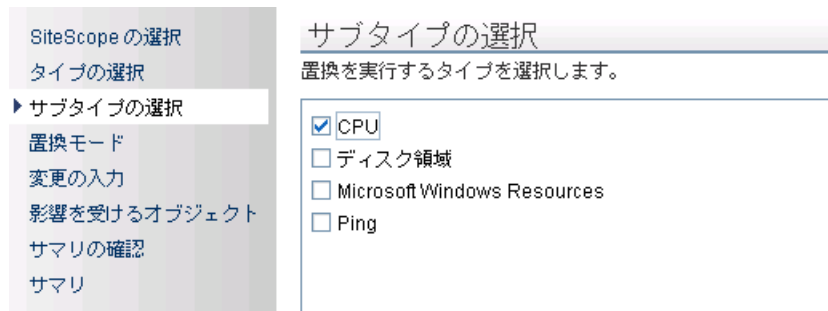 SiteScope の選択
タイプの選択
サブタイプの選択
置換モード
変更の入力
影響を受けるオブジェクト
サマリの確認
サマリ
サブタイプの選択
置換を実行するタイプを選択します。
CPU
ディスク領域
Microsoft Windows Resources
Ping